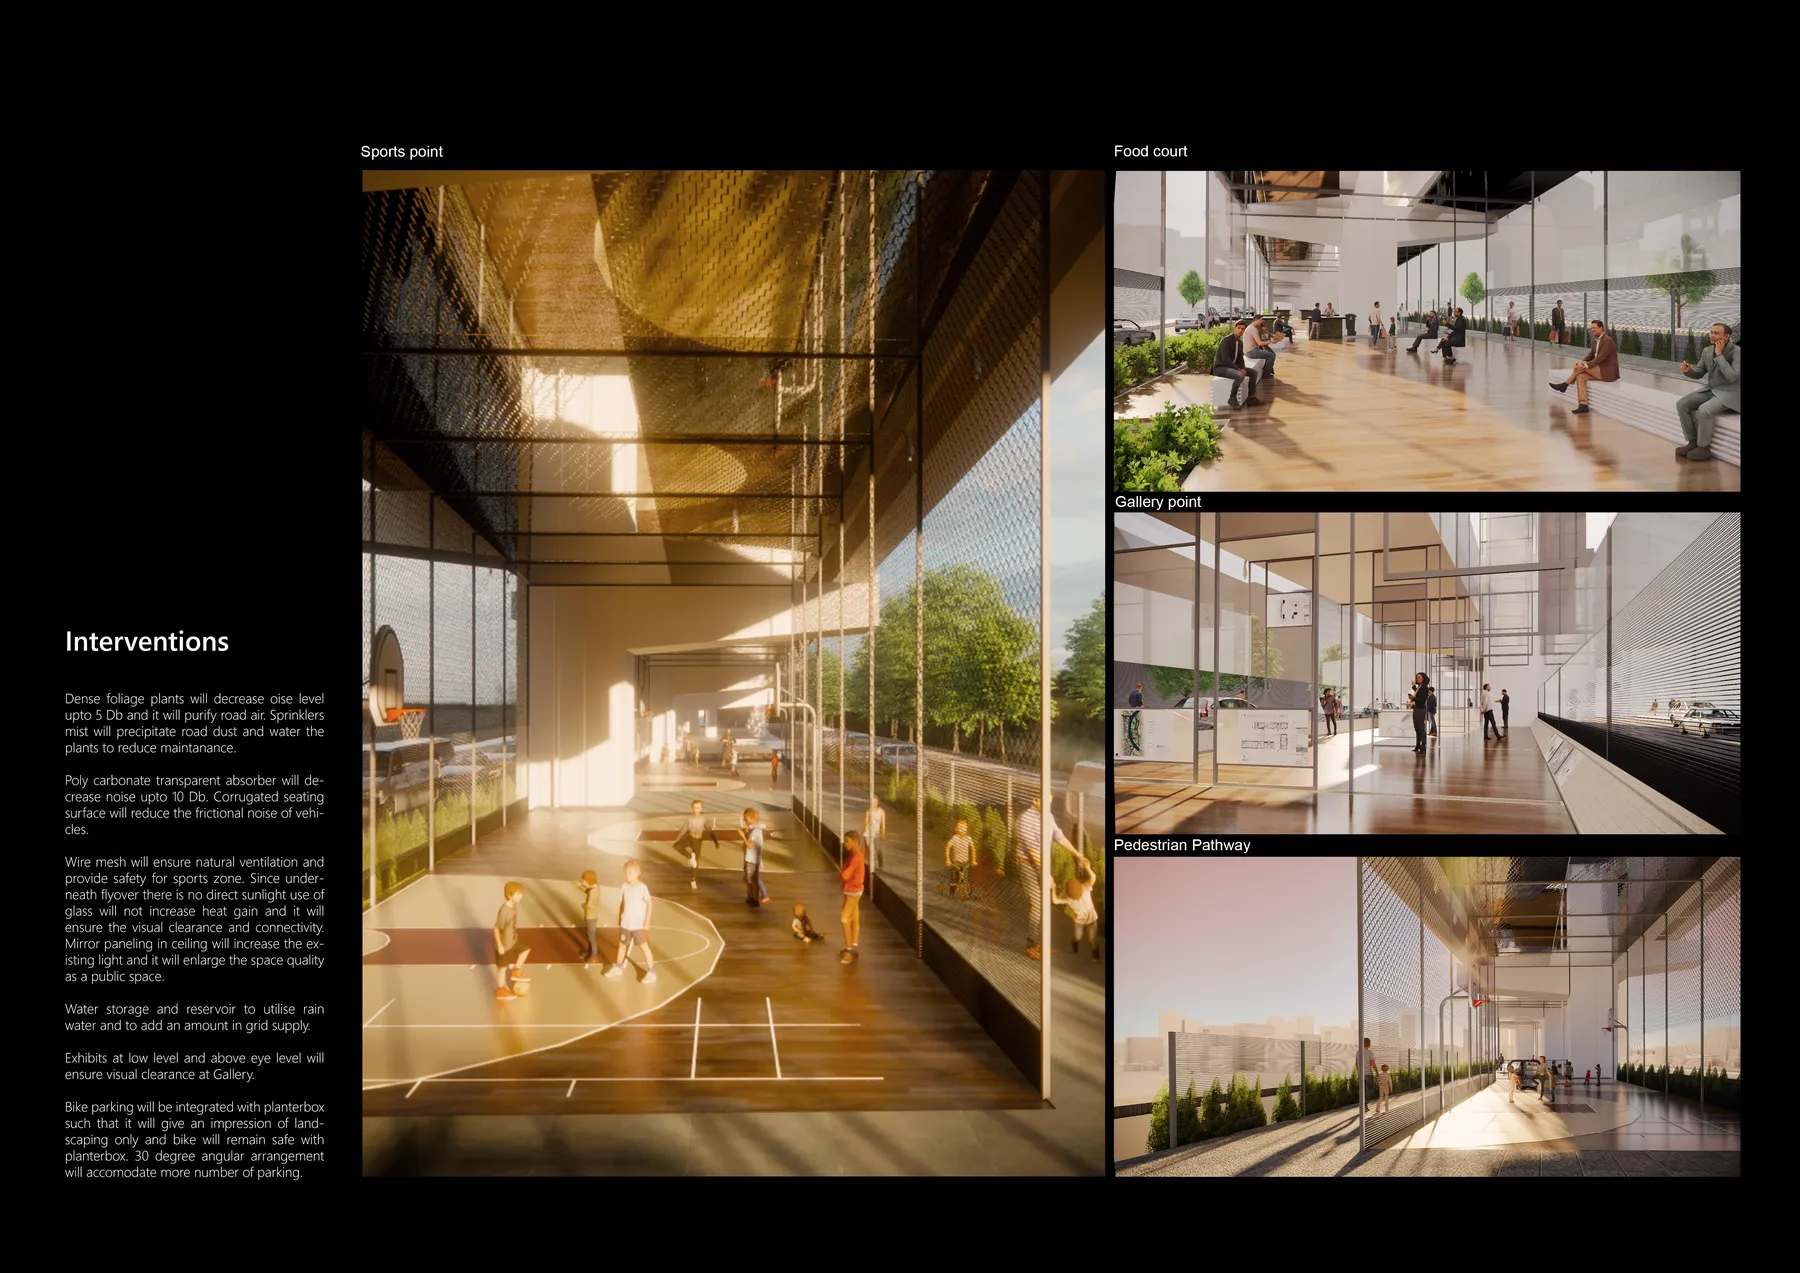 Sports point
Food court
Gallery point
Pedestrian Pathway
Interventions
Dense foliage plants will decrease oise level
upto 5 Db and it will purify road air. Sprinklers
mist will precipitate road dust and water the
plants to reduce maintanance.
Poly carbonate transparent absorber will de-
crease noise upto 10 Db. Corrugated seating
surface will reduce the frictional noise of vehi-
cles.
Wire mesh will ensure natural ventilation and
provide safety for sports zone. Since under-
neath flyover there is no direct sunlight use of
glass will not increase heat gain and it will
ensure the visual clearance and connectivity.
Mirror paneling in ceiling will increase the ex-
isting light and it will enlarge the space quality
as a public space.
Water storage and reservoir to utilise rain
water and to add an amount in grid supply.
Exhibits at low level and above eye level will
ensure visual clearance at Gallery.
Bike parking will be integrated with planterbox
such that it will give an impression of land-
scaping only and bike will remain safe with
planterbox. 30 degree angular arrangement
will accomodate more number of parking.